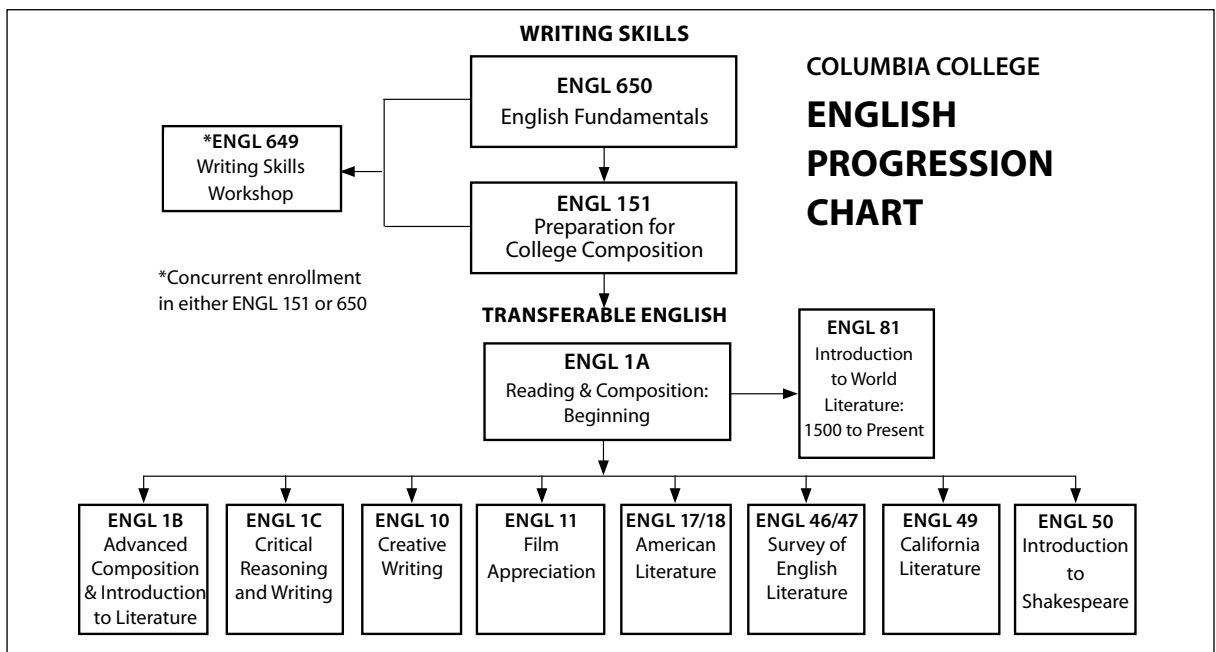 WRITING SKILLS
COLUMBIA COLLEGE
ENGLISH
PROGRESSION
CHART
ENGL 650
English Fundamentals
*ENGL 649
Writing Skills
Workshop
ENGL 151
Preparation for
College Composition
*Concurrent enrollment
in either ENGL 151 or 650
TRANSFERABLE ENGLISH
ENGL 1A
Reading & Composition:
Beginning
ENGL 81
Introduction
to World
Literature:
1500 to Present
ENGL 1B
Advanced
Composition
& Introduction
to Literature
ENGL 1C
Critical
Reasoning
and Writing
ENGL 10
Creative
Writing
ENGL 11
Film
Appreciation
ENGL 17/18
American
Literature
ENGL 46/47
Survey of
English
Literature
ENGL 49
California
Literature
ENGL 50
Introduction
to
Shakespeare